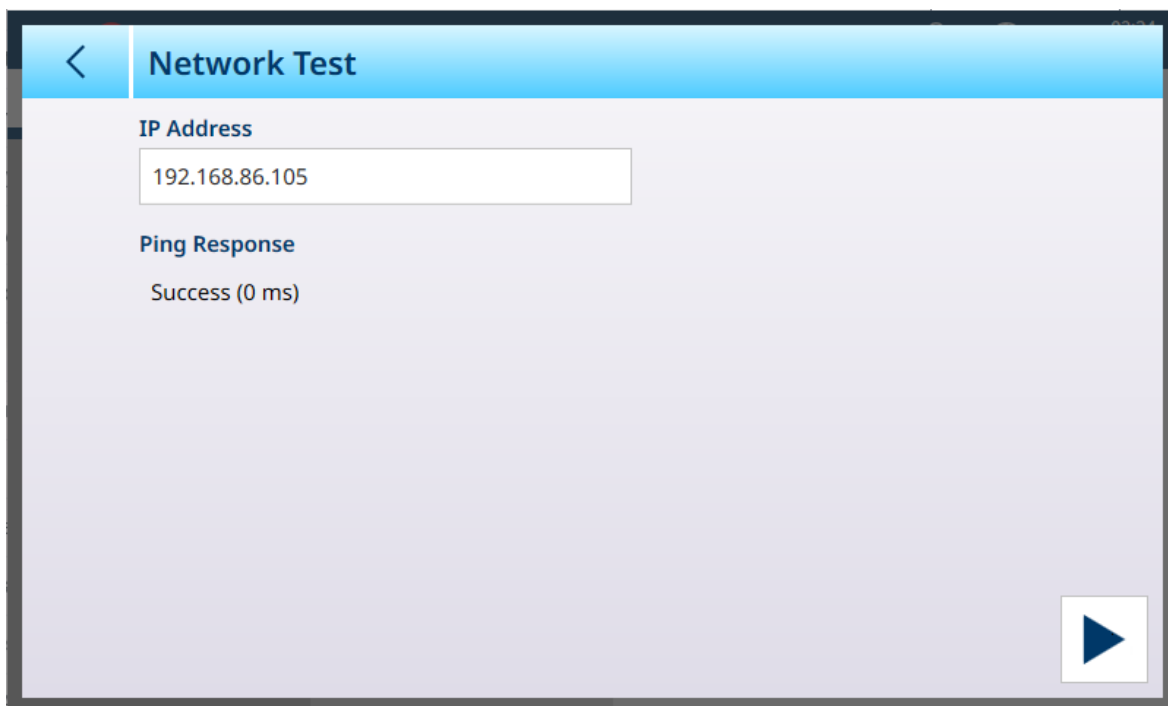 Network Test
IP Address
192.168.86.105
Ping Response
Success (0 ms)